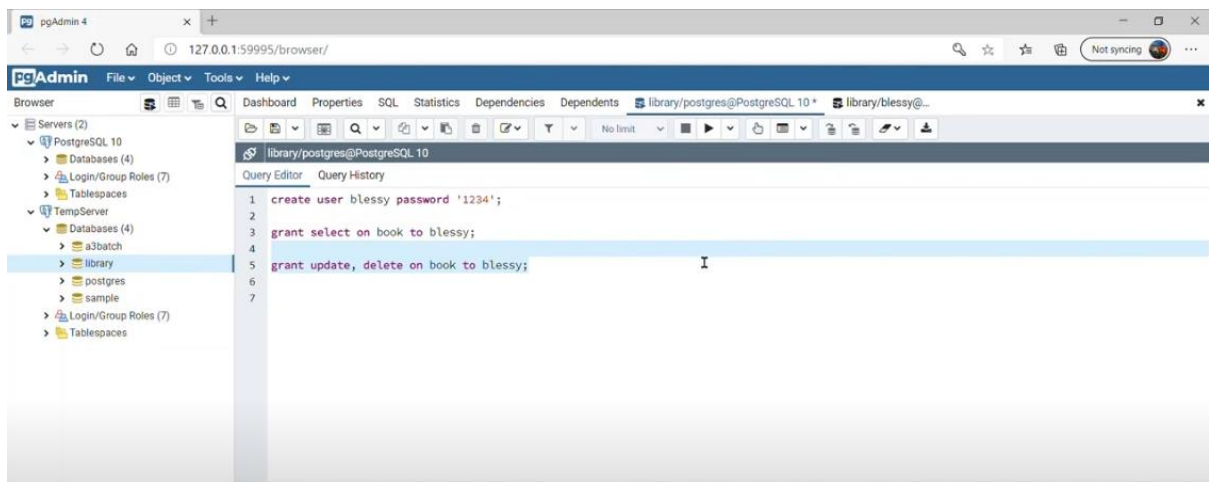 pgAdmin 4
127.0.0.1:59995/browser/
Not syncing
pgAdmin File Object Tools Help
Browser Dashboard Properties SQL Statistics Dependencies Dependents library/postgres@PostgreSQL 10 * library/blessy@...
Servers (2)
PostgreSQL 10
Databases (4)
Login/Group Roles (7)
Tablespaces
TempServer
Databases (4)
a3batch
library
postgres
sample
Login/Group Roles (7)
Tablespaces
No limit
library/postgres@PostgreSQL 10
Query Editor Query History
1 create user blessy password '1234';
2
3 grant select on book to blessy;
4
5 grant update, delete on book to blessy;
6
7